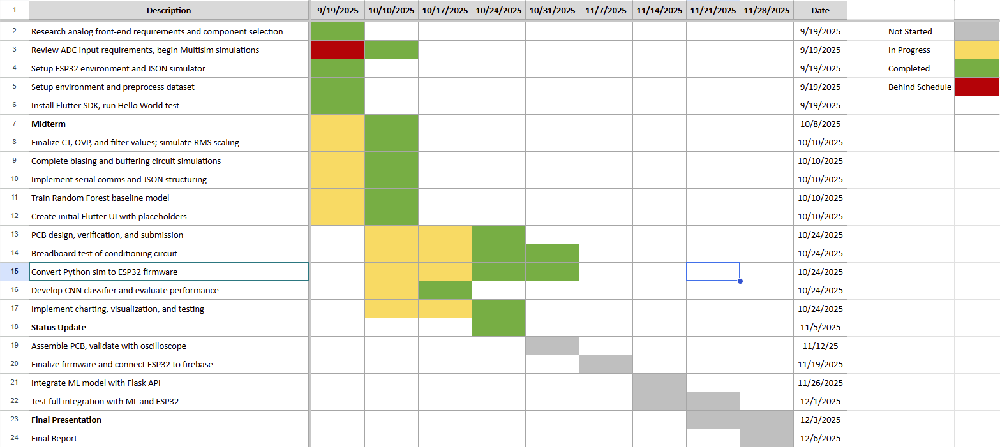 1 Description 9/19/2025 10/10/2025 10/17/2025 10/24/2025 10/31/2025 11/7/2025 11/14/2025 11/21/2025 11/28/2025 Date
2 Research analog front-end requirements and component selection 9/19/2025 Not Started
3 Review ADC input requirements, begin Multisim simulations 9/19/2025 In Progress
4 Setup ESP32 environment and JSON simulator 9/19/2025 Completed
5 Setup environment and preprocess dataset 9/19/2025 Behind Schedule
6 Install Flutter SDK, run Hello World test 9/19/2025
7 Midterm 10/8/2025
8 Finalize CT, OVP, and filter values; simulate RMS scaling 10/10/2025
9 Complete biasing and buffering circuit simulations 10/10/2025
10 Implement serial comms and JSON structuring 10/10/2025
11 Train Random Forest baseline model 10/10/2025
12 Create initial Flutter UI with placeholders 10/10/2025
13 PCB design, verification, and submission 10/24/2025
14 Breadboard test of conditioning circuit 10/24/2025
15 Convert Python sim to ESP32 firmware 10/24/2025
16 Develop CNN classifier and evaluate performance 10/24/2025
17 Implement charting, visualization, and testing 10/24/2025
18 Status Update 11/5/2025
19 Assemble PCB, validate with oscilloscope 11/12/25
20 Finalize firmware and connect ESP32 to firebase 11/19/2025
21 Integrate ML model with Flask API 11/26/2025
22 Test full integration with ML and ESP32 12/1/2025
23 Final Presentation 12/3/2025
24 Final Report 12/6/2025